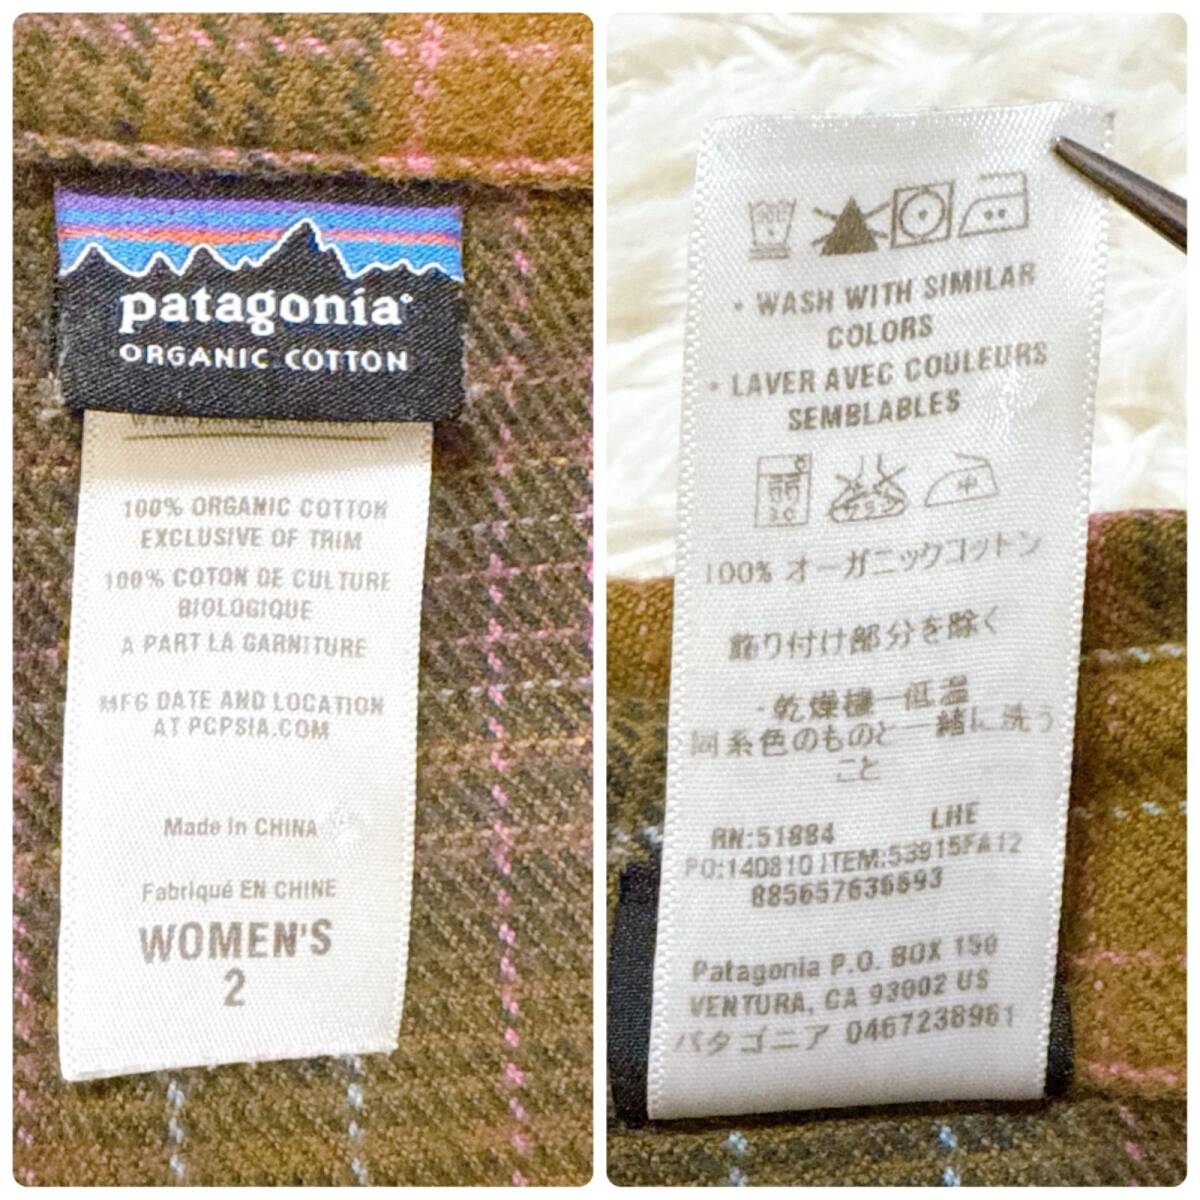 patagonia®
ORGANIC COTTON
100% ORGANIC COTTON
EXCLUSIVE OF TRIM
100% COTON DE CULTURE
BIOLOGIQUE
A PART LA GARNITURE
MFG DATE AND LOCATION
AT PCPSIA.COM
Made In CHINA
Fabriqué EN CHINE
WOMEN'S
2
• WASH WITH SIMILAR
COLORS
• LAVER AVEC COULEURS
SEMBLABLES
100% オーガニックコットン
飾り付け部分を除く
・乾燥機ー低温
同系色のものと一緒に洗う
こと
LHE
RN:51884
PO:140810 ITEM:53915FA12
Patagonia P.O. BOX 150
VENTURA, CA 93002 US
パタゴニア 0467238961